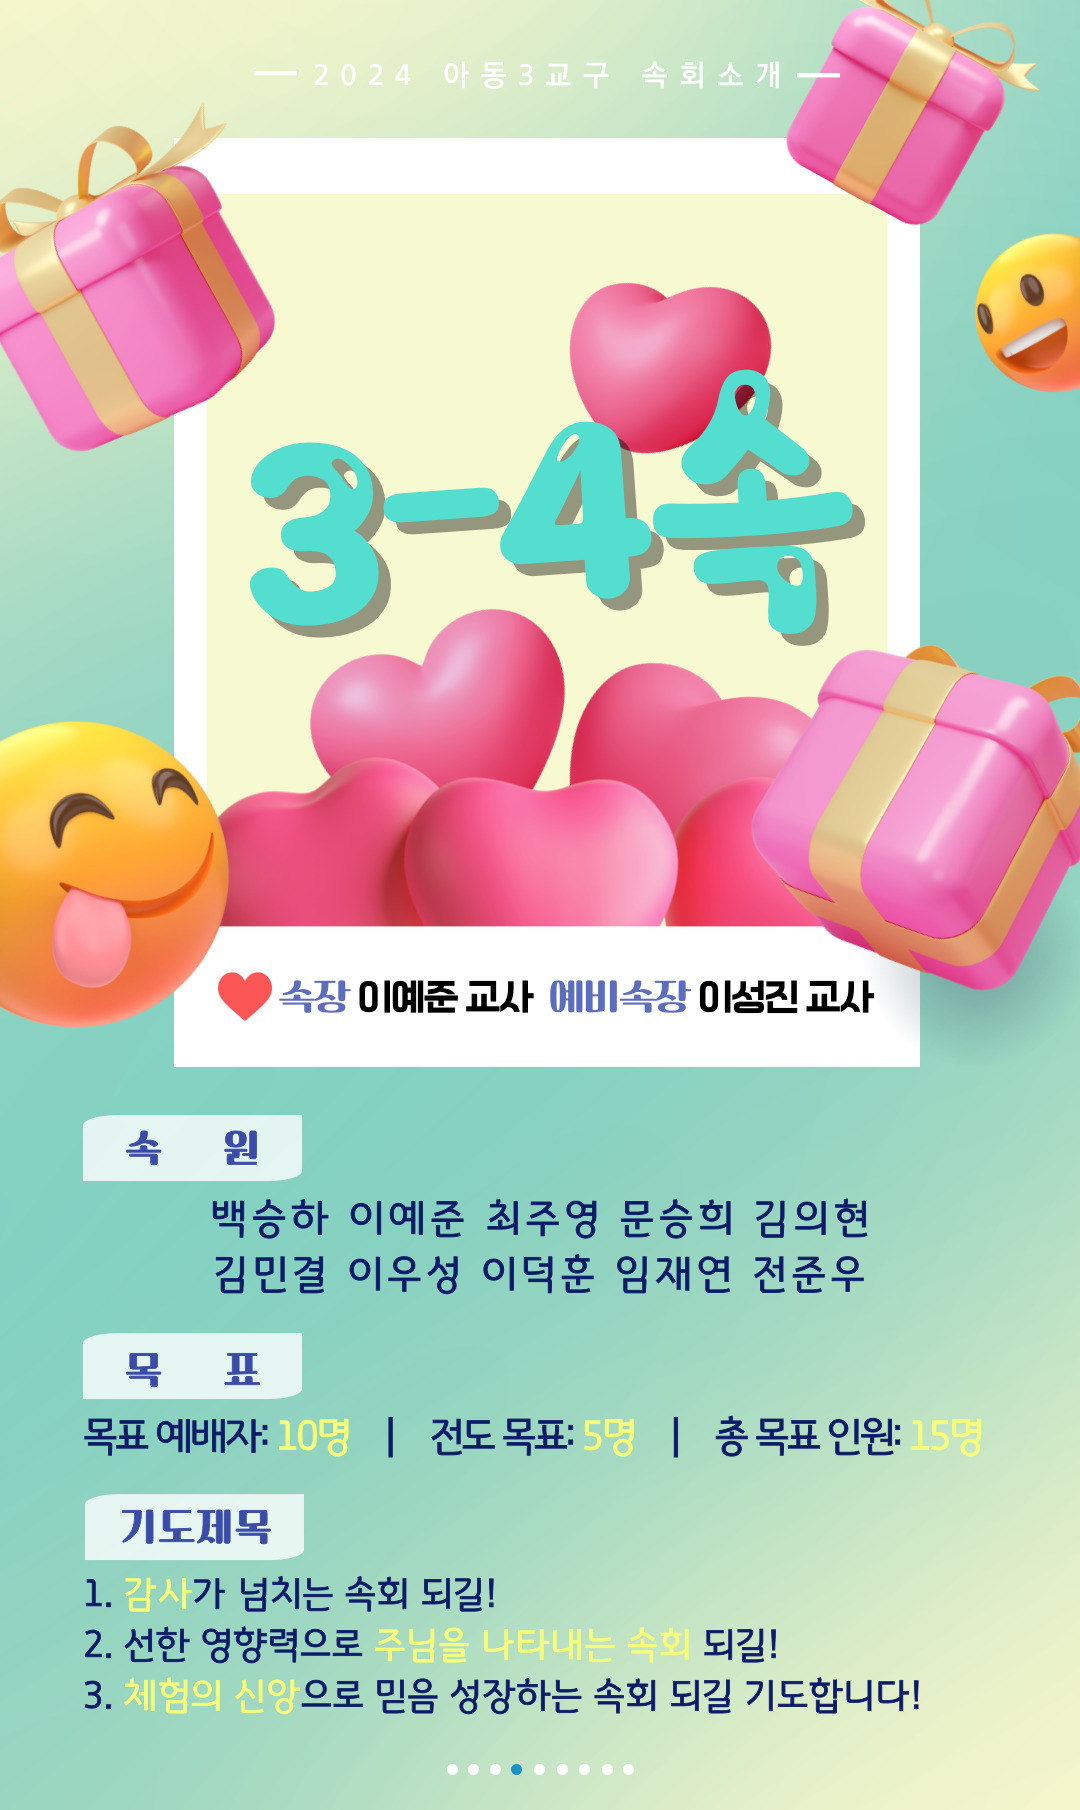 2024 아동3교구 속회소개
3-4속
속장 이예준 교사 예비속장 이성진 교사
속 원
백승하 이예준 최주영 문승희 김의현
김민결 이우성 이덕훈 임재연 전준우
목 표
목표 예배자: 10명 | 전도 목표: 5명 | 총 목표 인원: 15명
기도제목
1. 감사가 넘치는 속회 되길!
2. 선한 영향력으로 주님을 나타내는 속회 되길!
3. 체험의 신앙으로 믿음 성장하는 속회 되길 기도합니다!